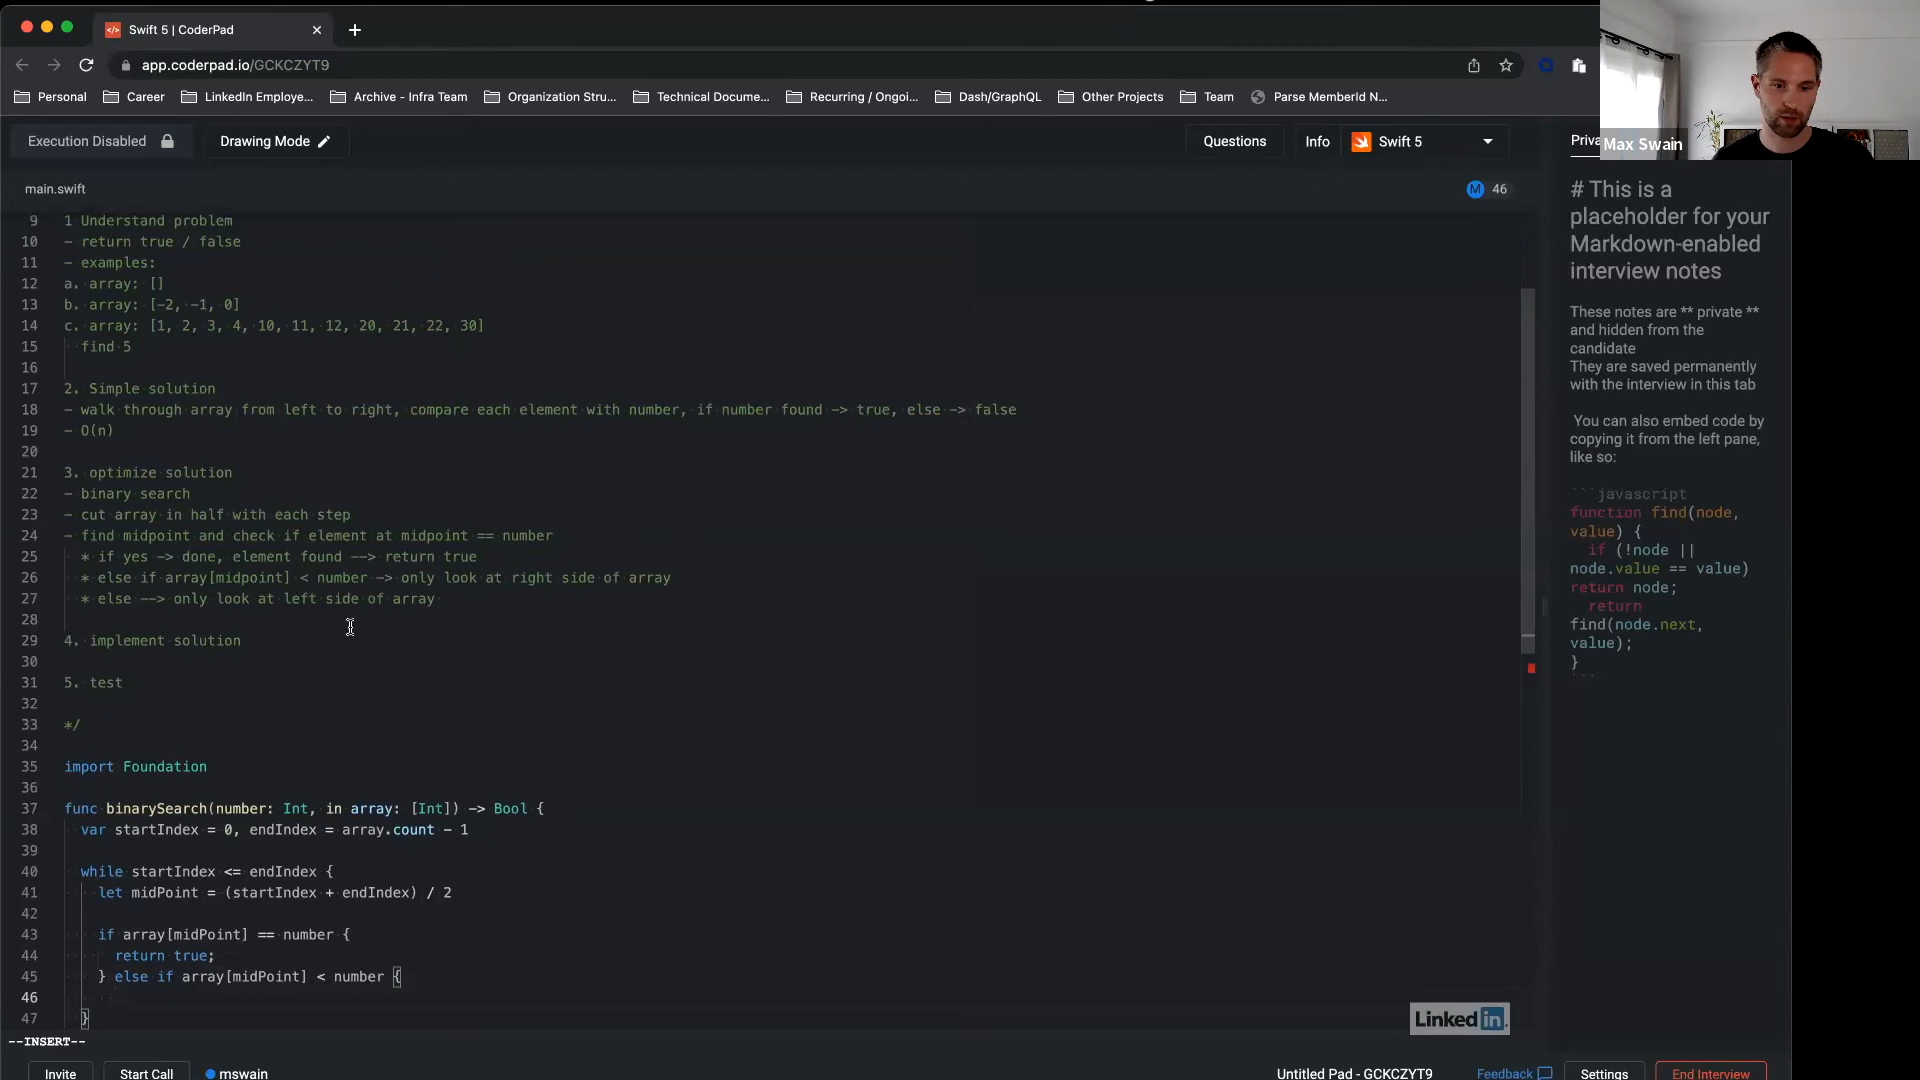 Swift 5 | CoderPad
app.coderpad.io/GCKCZYT9
Personal
Career
LinkedIn Employe...
Archive - Infra Team
Organization Stru...
Technical Docume...
Recurring / Ongoi...
Dash/GraphQL
Other Projects
Team
Parse MemberId N...
Execution Disabled
Drawing Mode
Questions
Info
Swift 5
Priva
Max Swain
main.swift
M 46
9 1 Understand problem
10 - return true / false
11 - examples:
12 a. array: []
13 b. array: [-2, -1, 0]
14 c. array: [1, 2, 3, 4, 10, 11, 12, 20, 21, 22, 30]
15 find 5
16
17 2. Simple solution
18 - walk through array from left to right, compare each element with number, if number found -> true, else -> false
19 - O(n)
20
21 3. optimize solution
22 - binary search
23 - cut array in half with each step
24 - find midpoint and check if element at midpoint == number
25 * if yes -> done, element found --> return true
26 * else if array[midpoint] < number -> only look at right side of array
27 * else --> only look at left side of array
28
29 4. implement solution
30
31 5. test
32
33 */
34
35 import Foundation
36
37 func binarySearch(number: Int, in array: [Int]) -> Bool {
38 var startIndex = 0, endIndex = array.count - 1
39
40 while startIndex <= endIndex {
41 let midPoint = (startIndex + endIndex) / 2
42
43 if array[midPoint] == number {
44 return true;
45 } else if array[midPoint] < number {
46
47 }
# This is a
placeholder for your
Markdown-enabled
interview notes
These notes are ** private **
and hidden from the
candidate
They are saved permanently
with the interview in this tab
You can also embed code by
copying it from the left pane,
like so:
```javascript
function find(node,
value) {
if (!node ||
node.value == value)
return node;
return
find(node.next,
value);
}
```
LinkedIn
--INSERT--
Invite
Start Call
mswain
Untitled Pad - GCKCZYT9
Feedback
Settings
End Interview